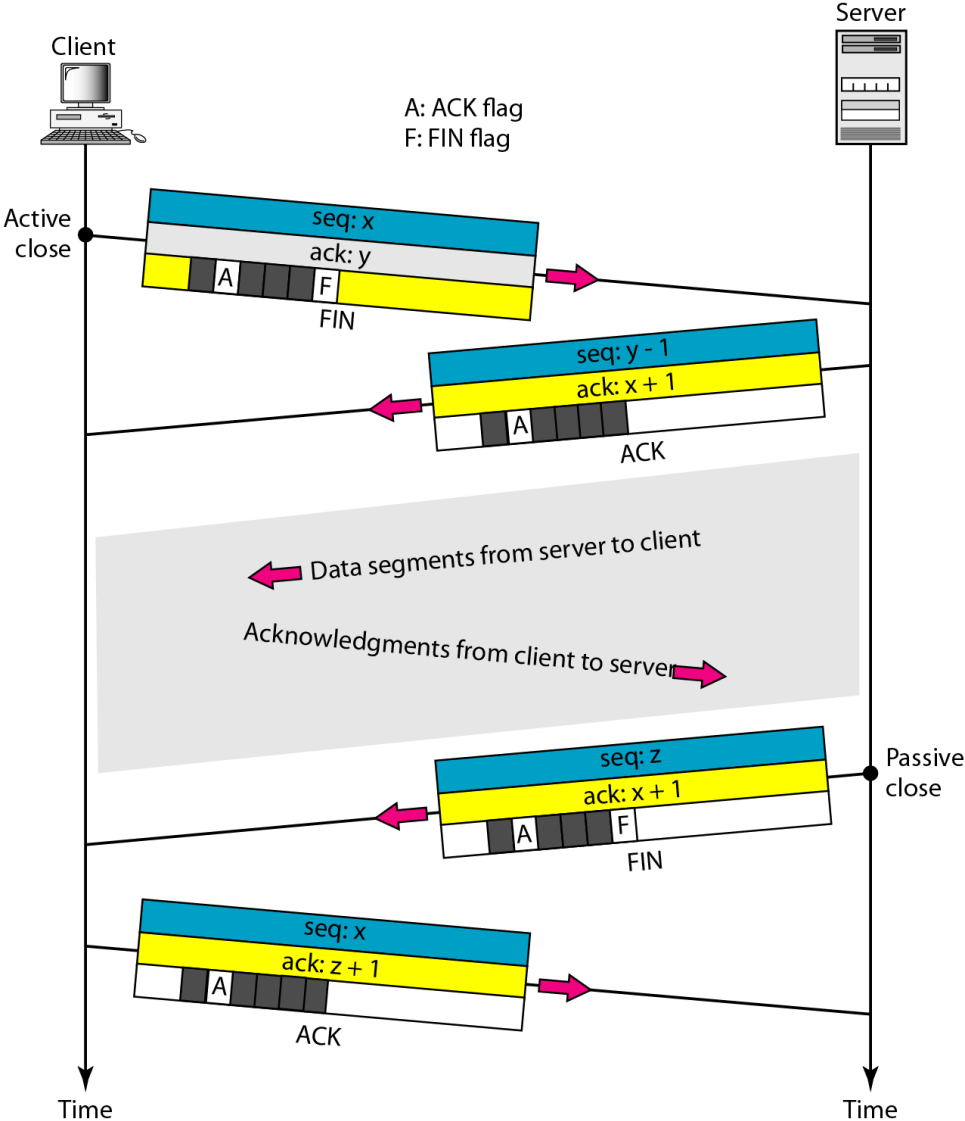 Server
Client
A: ACK flag
F: FIN flag
Active
close
seq: x
ack: y
A F
FIN
seq: y - 1
ack: x + 1
A
ACK
Data segments from server to client
Acknowledgments from client to server
Passive
close
seq: z
ack: x + 1
A F
FIN
seq: x
ack: z + 1
A
ACK
Time
Time